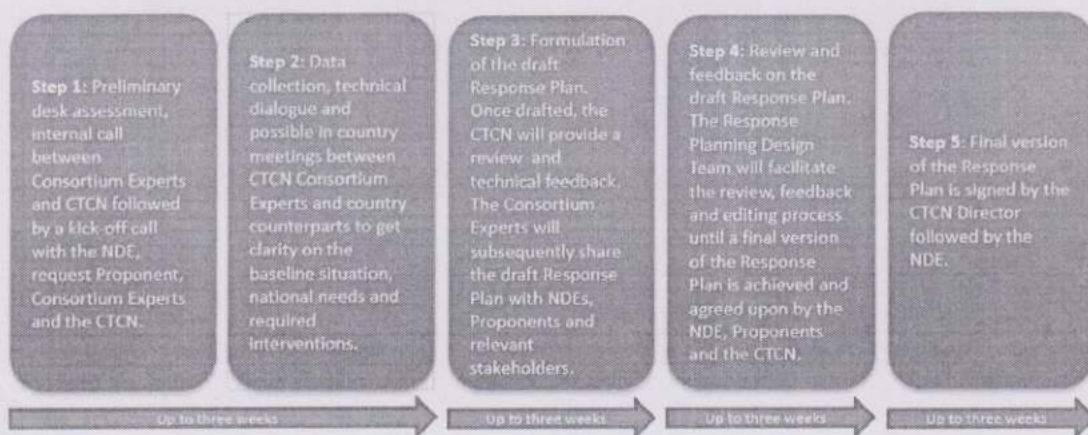 Step 1: Preliminary
desk assessment,
internal call
between
Consortium Experts
and CTCN followed
by a kick-off call
with the NDE,
request Proponent,
Consortium Experts
and the CTCN.
Step 2: Data
collection, technical
dialogue and
possible in country
meetings between
CTCN Consortium
Experts and country
counterparts to get
clarity on the
baseline situation,
national needs and
required
interventions.
Step 3: Formulation
of the draft
Response Plan.
Once drafted, the
CTCN will provide a
review and
technical feedback.
The Consortium
Experts will
subsequently share
the draft Response
Plan with NDEs,
Proponents and
relevant
stakeholders.
Step 4: Review and
feedback on the
draft Response Plan.
The Response
Planning Design
Team will facilitate
the review, feedback
and editing process
until a final version
of the Response
Plan is achieved and
agreed upon by the
NDE, Proponents
and the CTCN.
Step 5: Final version
of the Response
Plan is signed by the
CTCN Director
followed by the
NDE.
Up to three weeks
Up to three weeks
Up to three weeks
Up to three weeks